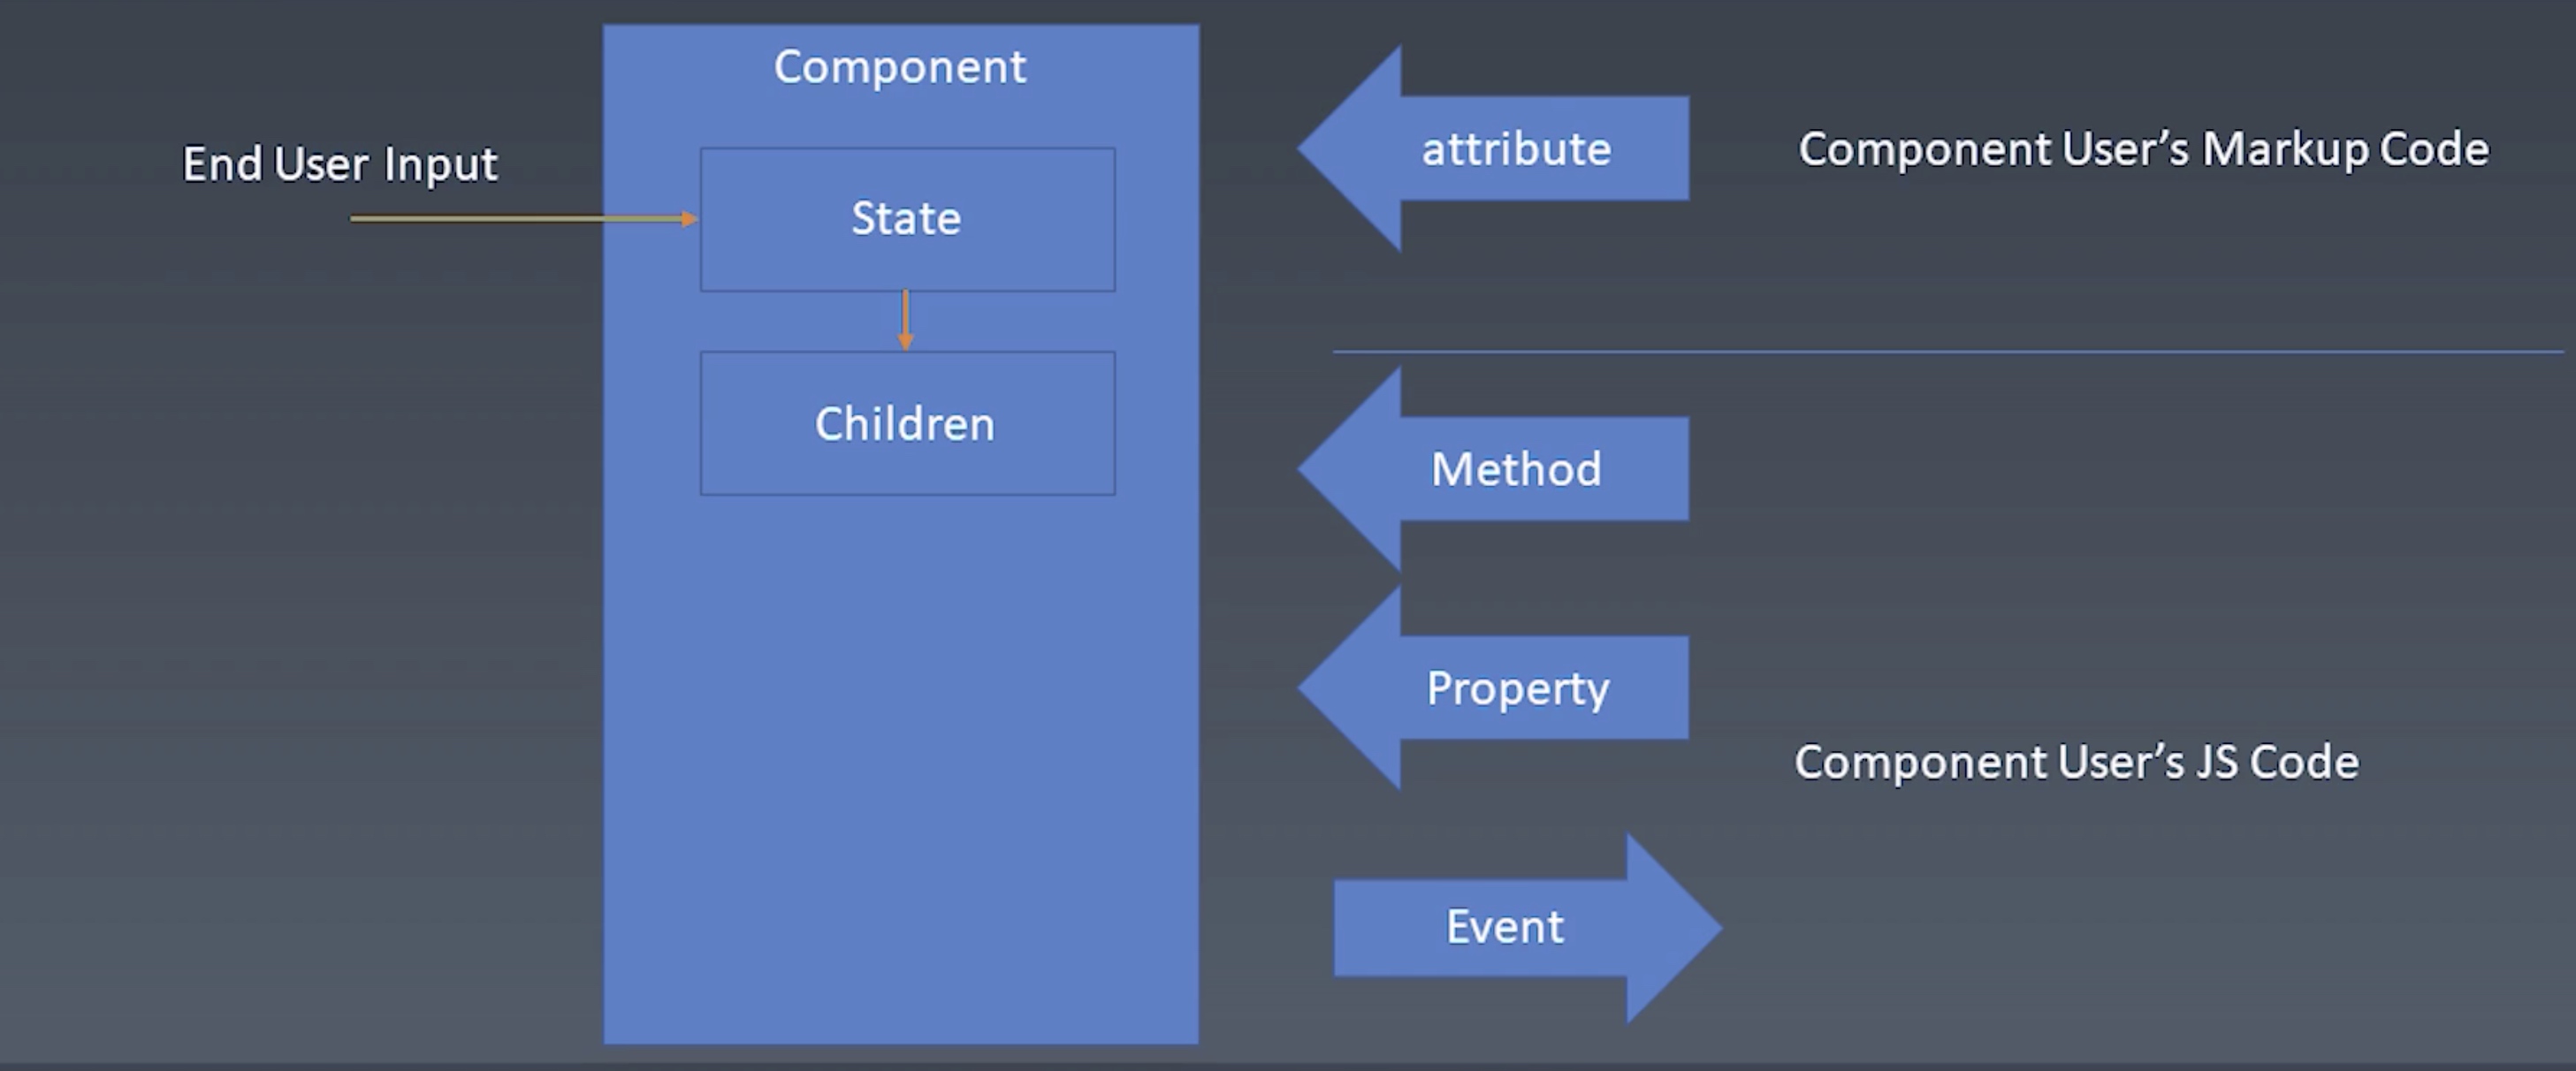 Component
End User Input
State
Children
attribute
Component User’s Markup Code
Method
Property
Component User’s JS Code
Event